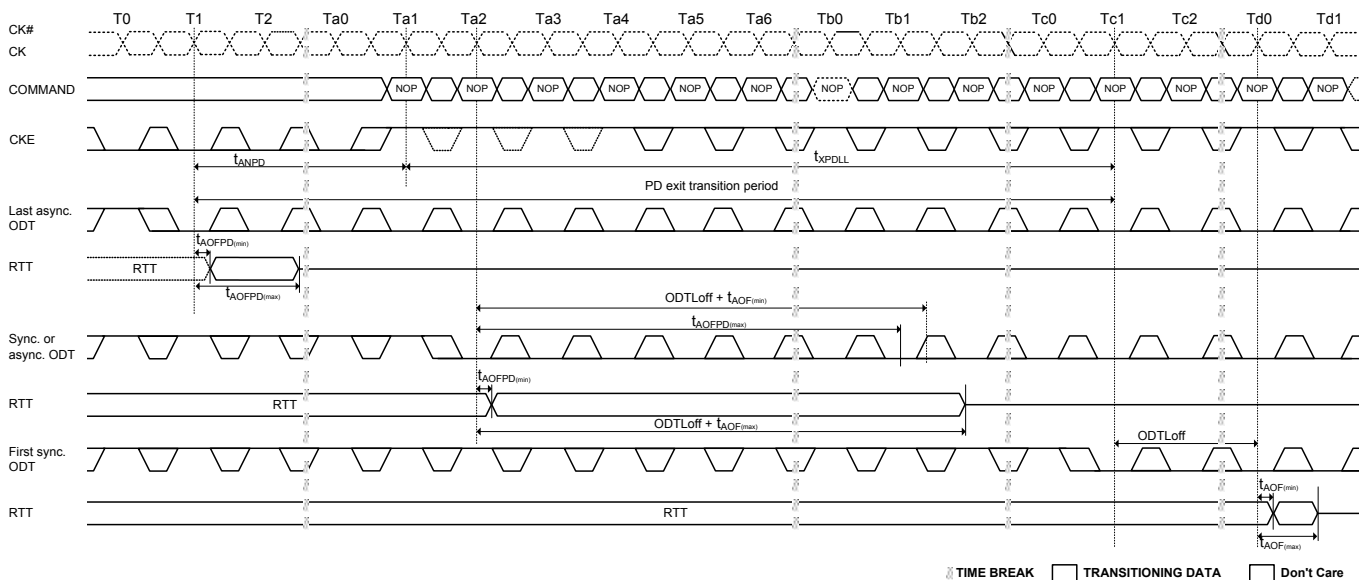 T0 T1 T2 Ta0 Ta1 Ta2 Ta3 Ta4 Ta5 Ta6 Tb0 Tb1 Tb2 Tc0 Tc1 Tc2 Td0 Td1
CK#
CK
COMMAND NOP NOP NOP NOP NOP NOP NOP NOP NOP NOP NOP NOP NOP NOP
CKE
tANPD tXPDLL
PD exit transition period
Last async.
ODT
tAOFPD(min)
RTT RTT
tAOFPD(max)
ODTLoff + tAOF(min)
tAOFPD(max)
Sync. or
async. ODT
tAOFPD(min)
RTT RTT
ODTLoff + tAOF(max)
ODTLoff
First sync.
ODT
tAOF(min)
RTT RTT
tAOF(max)
TIME BREAK TRANSITIONING DATA Don't Care